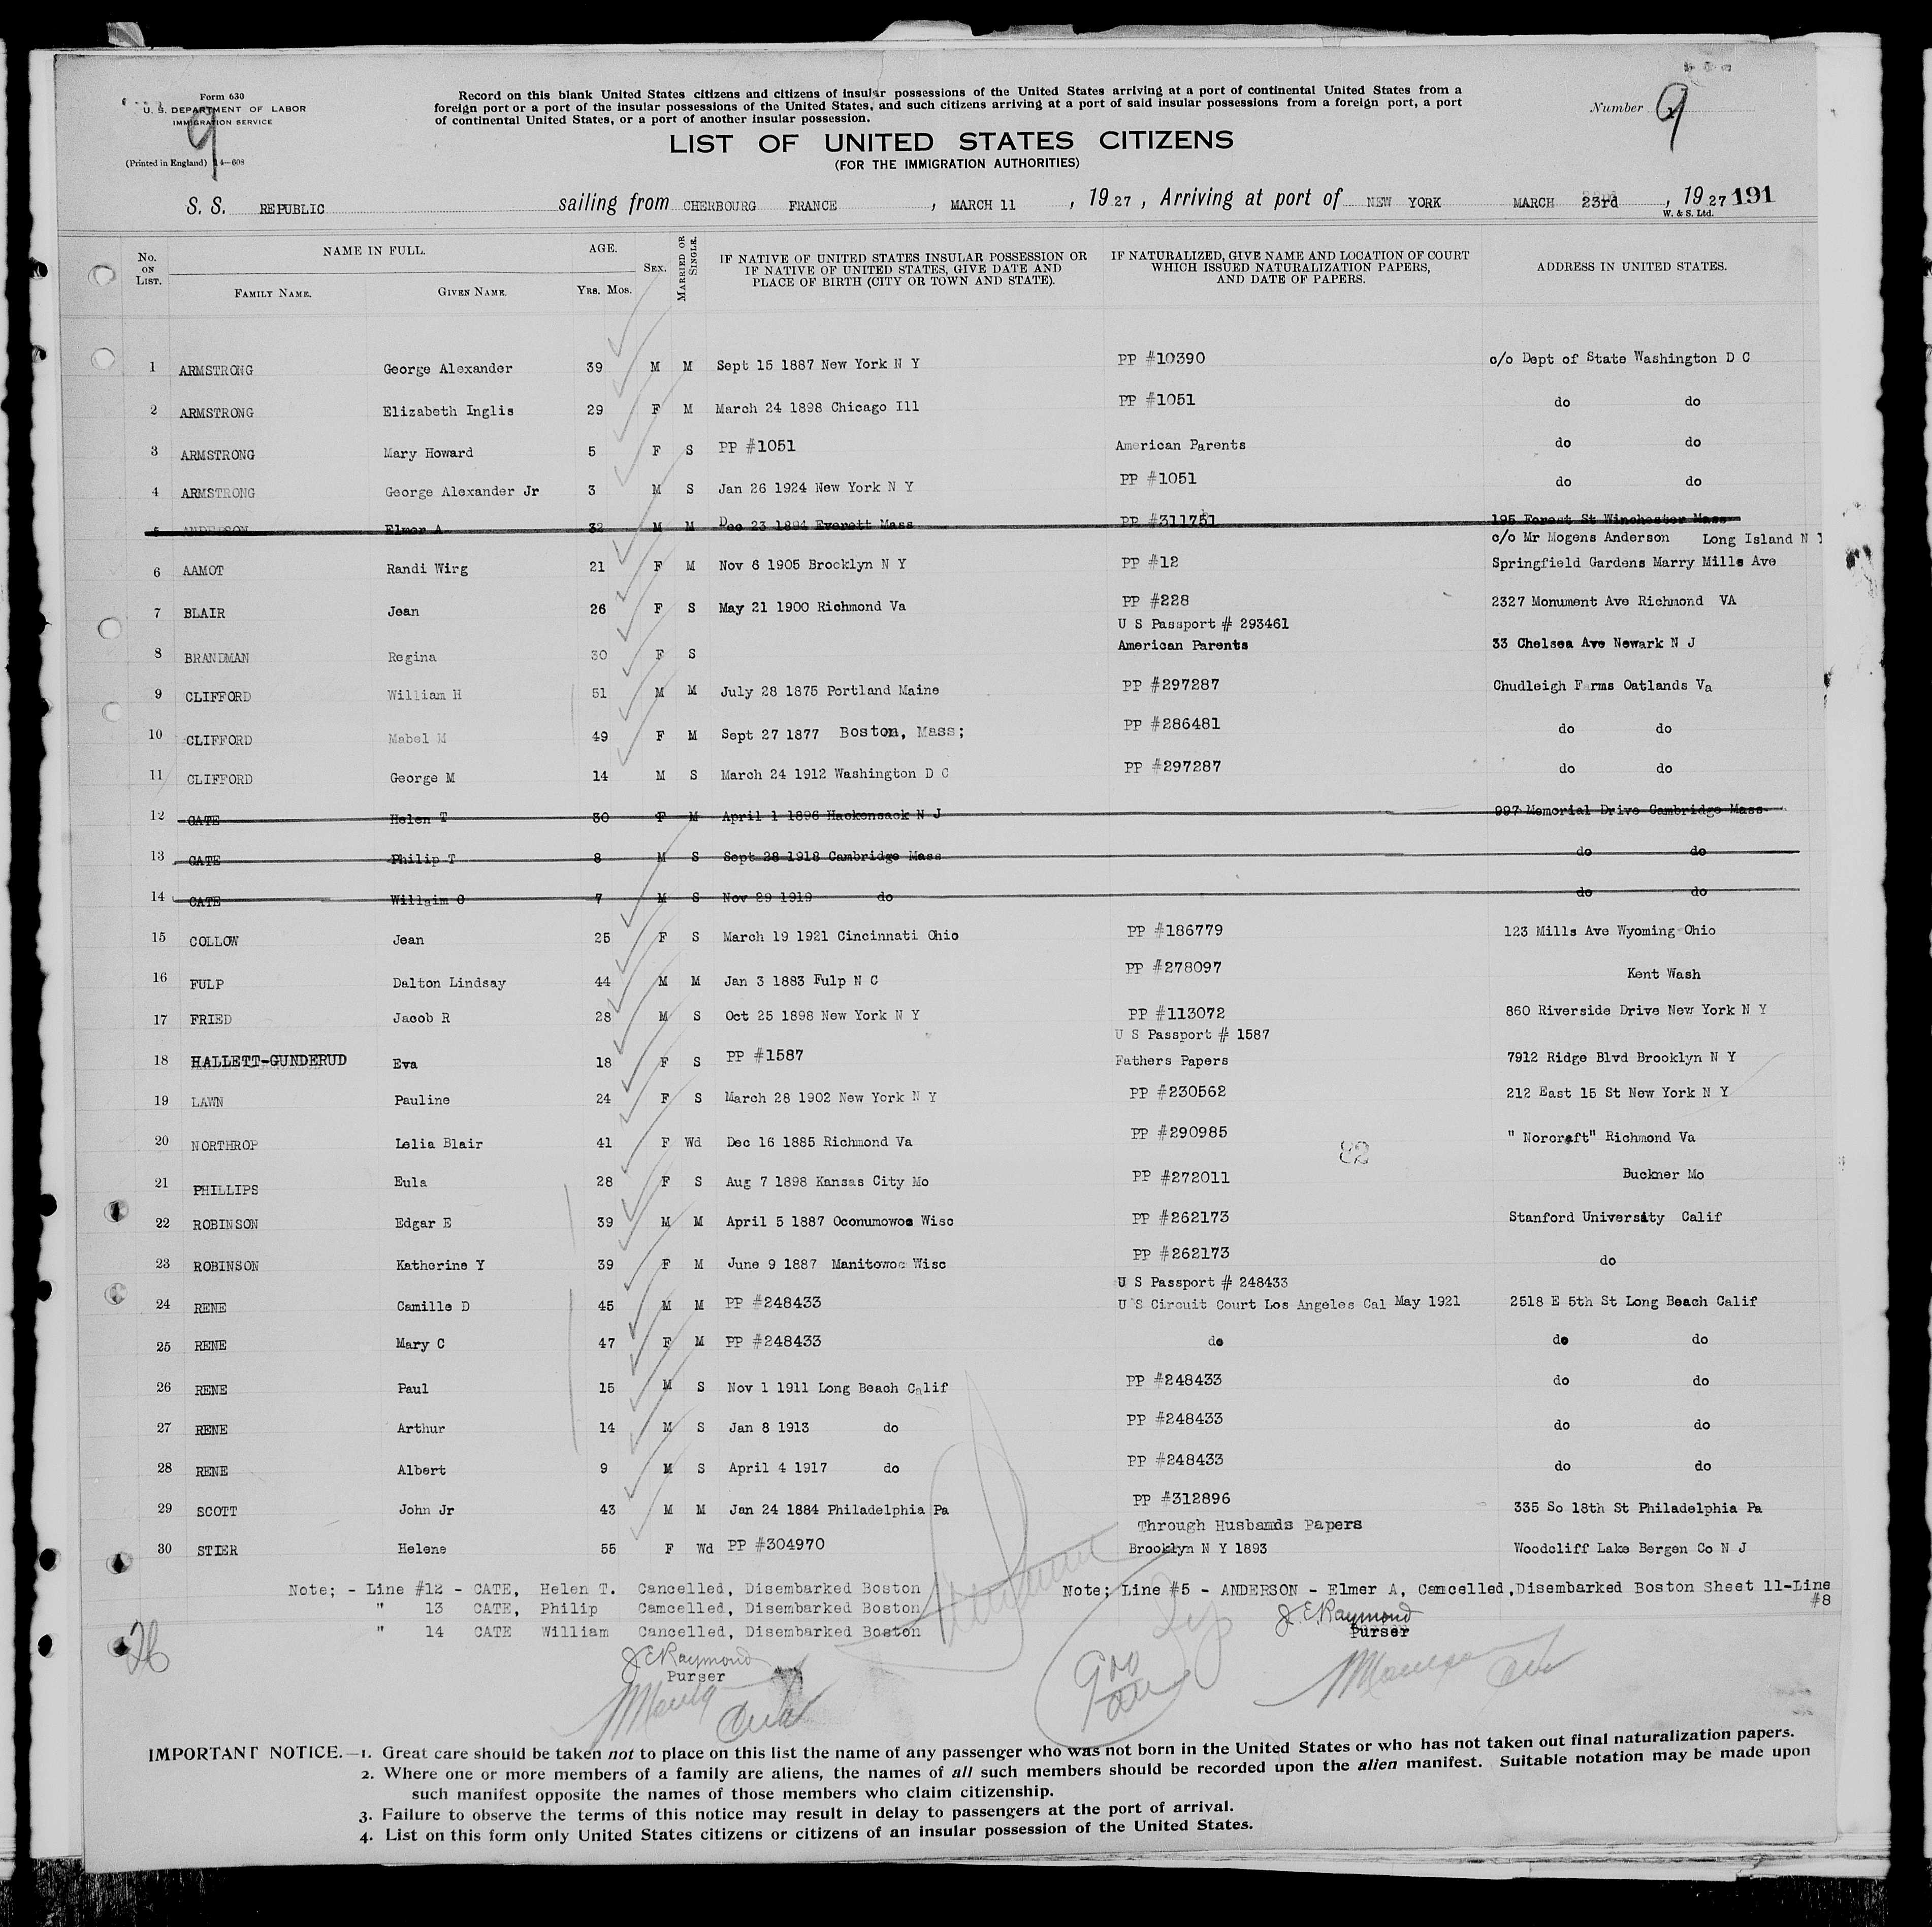 Form 630
U. S. DEPARTMENT OF LABOR
IMMIGRATION SERVICE
(Printed in England) 14—608
9
Record on this blank United States citizens and citizens of insular possessions of the United States arriving at a port of continental United States from a
foreign port or a port of the insular possessions of the United States, and such citizens arriving at a port of said insular possessions from a foreign port, a port
of continental United States, or a port of another insular possession.
Number 9
LIST OF UNITED STATES CITIZENS
(FOR THE IMMIGRATION AUTHORITIES)
S. S. REPUBLIC sailing from CHERBOURG FRANCE , MARCH 11 , 19 27 , Arriving at port of NEW YORK MARCH 23rd , 19 27 191
W. & S. Ltd.
No. ON LIST. NAME IN FULL. FAMILY NAME. GIVEN NAME. AGE. YRS. MOS. SEX. MARRIED OR SINGLE. IF NATIVE OF UNITED STATES INSULAR POSSESSION OR IF NATIVE OF UNITED STATES, GIVE DATE AND PLACE OF BIRTH (CITY OR TOWN AND STATE). IF NATURALIZED, GIVE NAME AND LOCATION OF COURT WHICH ISSUED NATURALIZATION PAPERS, AND DATE OF PAPERS. ADDRESS IN UNITED STATES.
1 ARMSTRONG George Alexander 39 M M Sept 15 1887 New York N Y PP #10390 c/o Dept of State Washington D C
2 ARMSTRONG Elizabeth Inglis 29 F M March 24 1898 Chicago Ill PP #1051 do do
3 ARMSTRONG Mary Howard 5 F S PP #1051 American Parents do do
4 ARMSTRONG George Alexander Jr 3 M S Jan 26 1924 New York N Y PP #1051 do do
5 ANDERSON Elmer A 32 M M Dec 23 1894 Everett Mass PP #311751 195 Forest St Winchester Mass
c/o Mr Mogens Anderson Long Island N Y
6 AAMOT Randi Wirg 21 F M Nov 6 1905 Brooklyn N Y PP #12 Springfield Gardens Marry Mills Ave
7 BLAIR Jean 26 F S May 21 1900 Richmond Va PP #228 2327 Monument Ave Richmond VA
U S Passport # 293461
8 BRANDMAN Regina 30 F S American Parents 33 Chelsea Ave Newark N J
9 CLIFFORD William H 51 M M July 28 1875 Portland Maine PP #297287 Chudleigh Farms Oatlands Va
10 CLIFFORD Mabel M 49 F M Sept 27 1877 Boston, Mass; PP #286481 do do
11 CLIFFORD George M 14 M S March 24 1912 Washington D C PP #297287 do do
12 CATE Helen T 30 F M April 1 1896 Hackensack N J 997 Memorial Drive Cambridge Mass
13 CATE Philip T 8 M S Sept 28 1918 Cambridge Mass do do
14 CATE Willaim C 7 M S Nov 29 1919 do do do
15 COLLOW Jean 25 F S March 19 1921 Cincinnati Ohio PP #186779 123 Mills Ave Wyoming Ohio
16 FULP Dalton Lindsay 44 M M Jan 3 1883 Fulp N C PP #278097 Kent Wash
17 FRIED Jacob R 28 M S Oct 25 1898 New York N Y PP #113072 860 Riverside Drive New York N Y
U S Passport # 1587
18 HALLETT-GUNDERUD Eva 18 F S PP #1587 Fathers Papers 7912 Ridge Blvd Brooklyn N Y
19 LAWN Pauline 24 F S March 28 1902 New York N Y PP #230562 212 East 15 St New York N Y
20 NORTHROP Lelia Blair 41 F Wd Dec 16 1885 Richmond Va PP #290985 " Norcraft" Richmond Va
82
21 PHILLIPS Eula 28 F S Aug 7 1898 Kansas City Mo PP #272011 Buckner Mo
22 ROBINSON Edgar E 39 M M April 5 1887 Oconumowoe Wisc PP #262173 Stanford University Calif
23 ROBINSON Katherine Y 39 F M June 9 1887 Manitowoc Wisc PP #262173 do
U S Passport # 248433
24 RENE Camille D 45 M M PP #248433 U S Circuit Court Los Angeles Cal May 1921 2518 E 5th St Long Beach Calif
25 RENE Mary C 47 F M PP #248433 do do do
26 RENE Paul 15 M S Nov 1 1911 Long Beach Calif PP #248433 do do
27 RENE Arthur 14 M S Jan 8 1913 do PP #248433 do do
28 RENE Albert 9 M S April 4 1917 do PP #248433 do do
29 SCOTT John Jr 43 M M Jan 24 1884 Philadelphia Pa PP #312896 335 So 18th St Philadelphia Pa
Through Husbands Papers
30 STIER Helene 55 F Wd PP #304970 Brooklyn N Y 1893 Woodcliff Lake Bergen Co N J
Note; - Line #12 - CATE, Helen T. Cancelled, Disembarked Boston
" 13 CATE, Philip Camcelled, Disembarked Boston
" 14 CATE William Cancelled, Disembarked Boston
J E Raymond
Purser
Note; Line #5 - ANDERSON - Elmer A, Cancelled, Disembarked Boston Sheet 11-Line
#8
J. E. Raymond
Purser
26
IMPORTANT NOTICE.—1. Great care should be taken not to place on this list the name of any passenger who was not born in the United States or who has not taken out final naturalization papers.
2. Where one or more members of a family are aliens, the names of all such members should be recorded upon the alien manifest. Suitable notation may be made upon
such manifest opposite the names of those members who claim citizenship.
3. Failure to observe the terms of this notice may result in delay to passengers at the port of arrival.
4. List on this form only United States citizens or citizens of an insular possession of the United States.